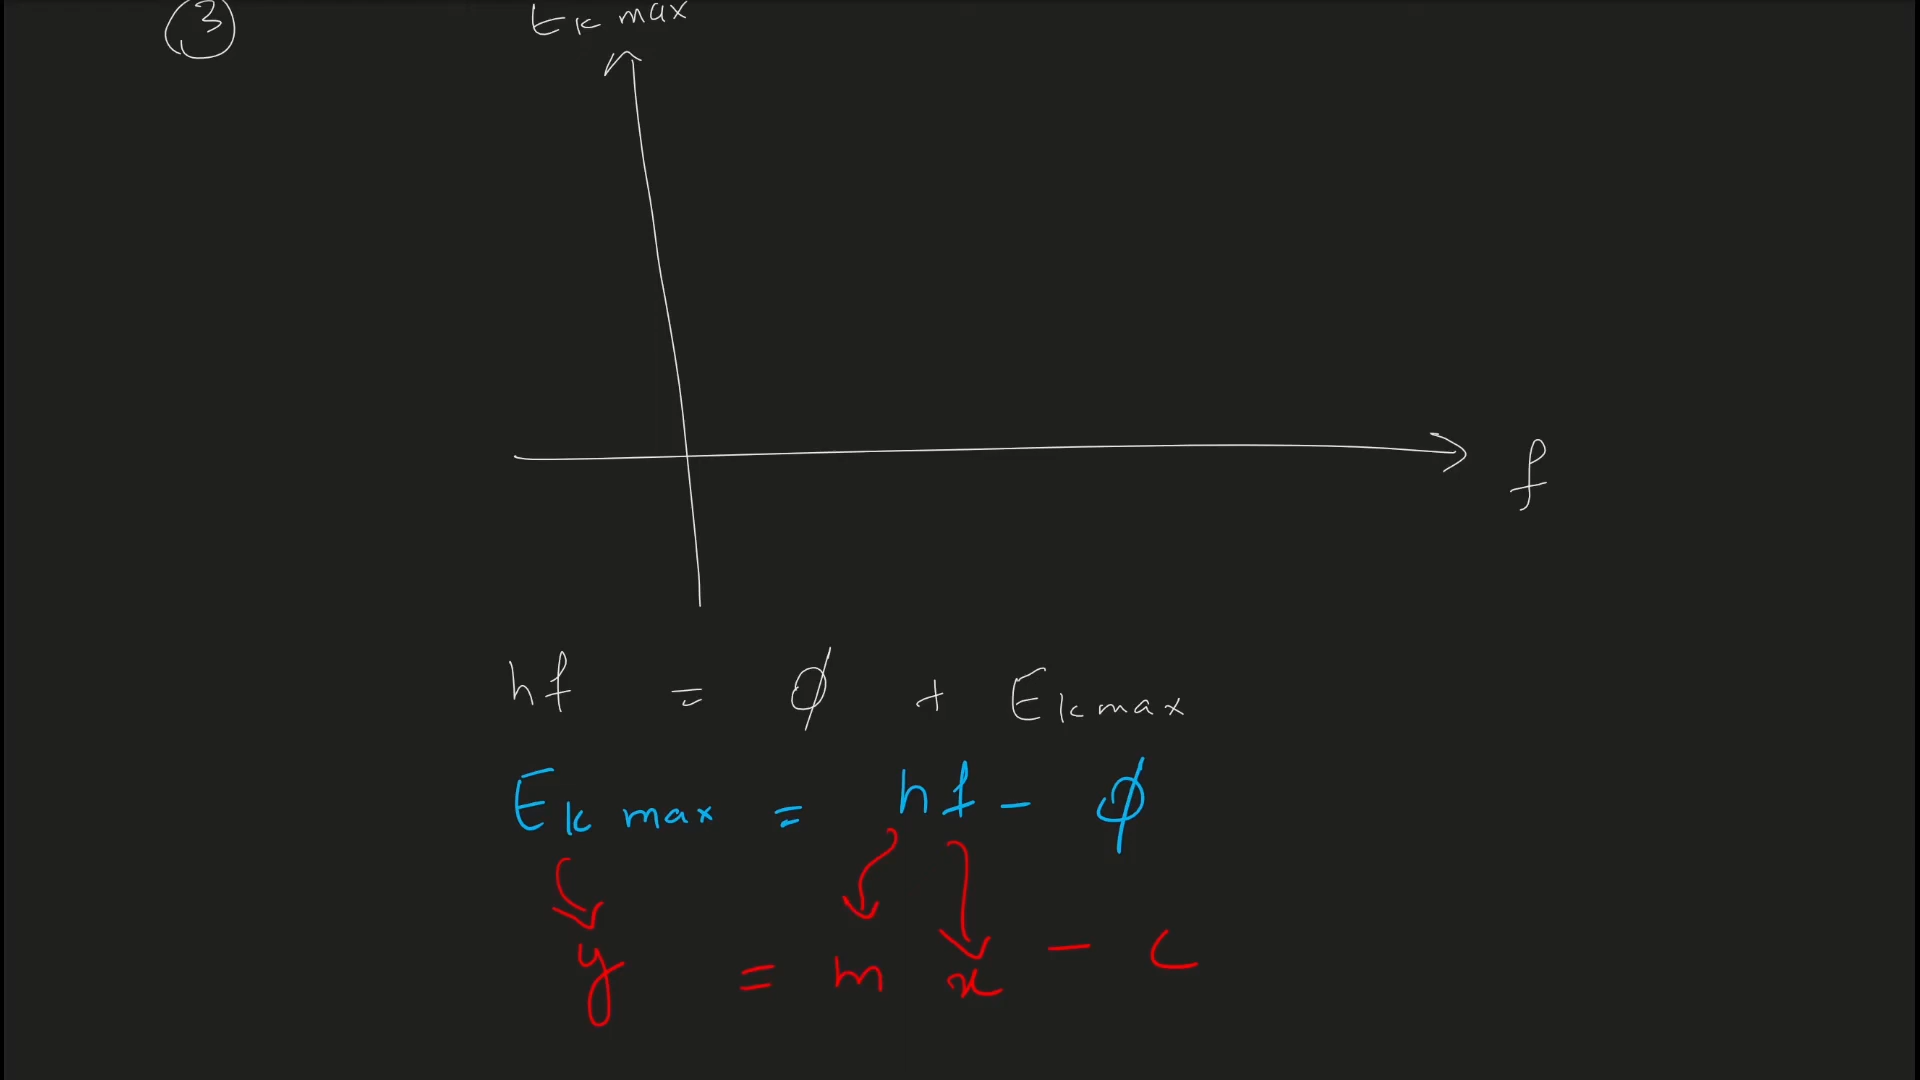 ③
Ek max
f
hf = ϕ + Ek max
Ek max = hf - ϕ
y = m x - c